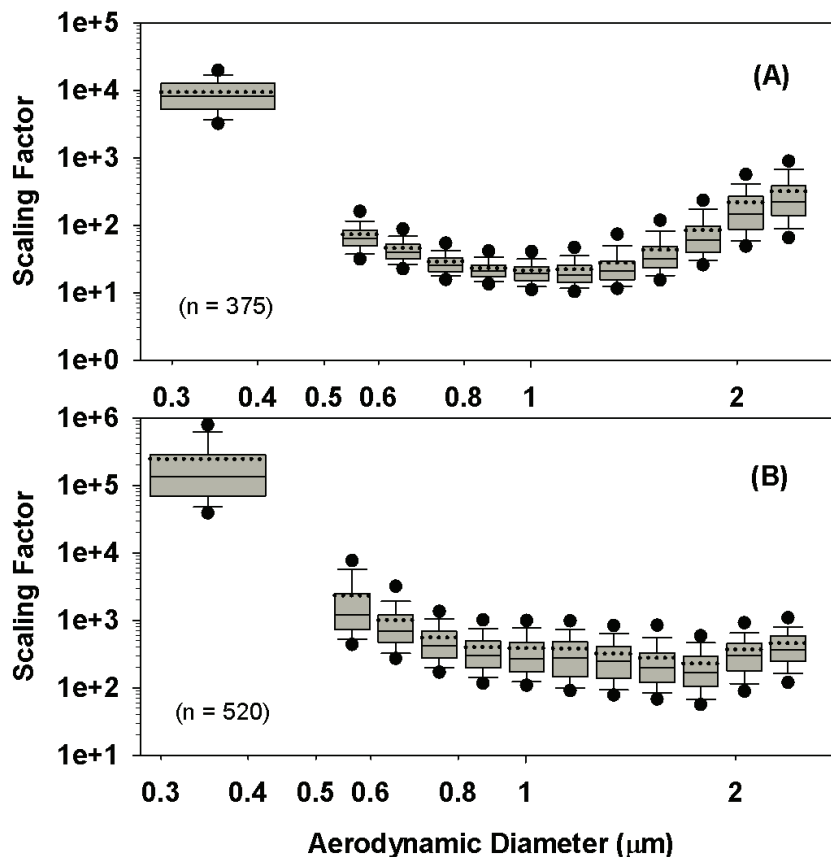 1e+5
(A)
1e+4
1e+3
Scaling Factor
1e+2
1e+1
(n = 375)
1e+0
0.3 0.4 0.5 0.6 0.8 1 2
1e+6
(B)
1e+5
1e+4
Scaling Factor
1e+3
1e+2
(n = 520)
1e+1
0.3 0.4 0.5 0.6 0.8 1 2
Aerodynamic Diameter (μm)